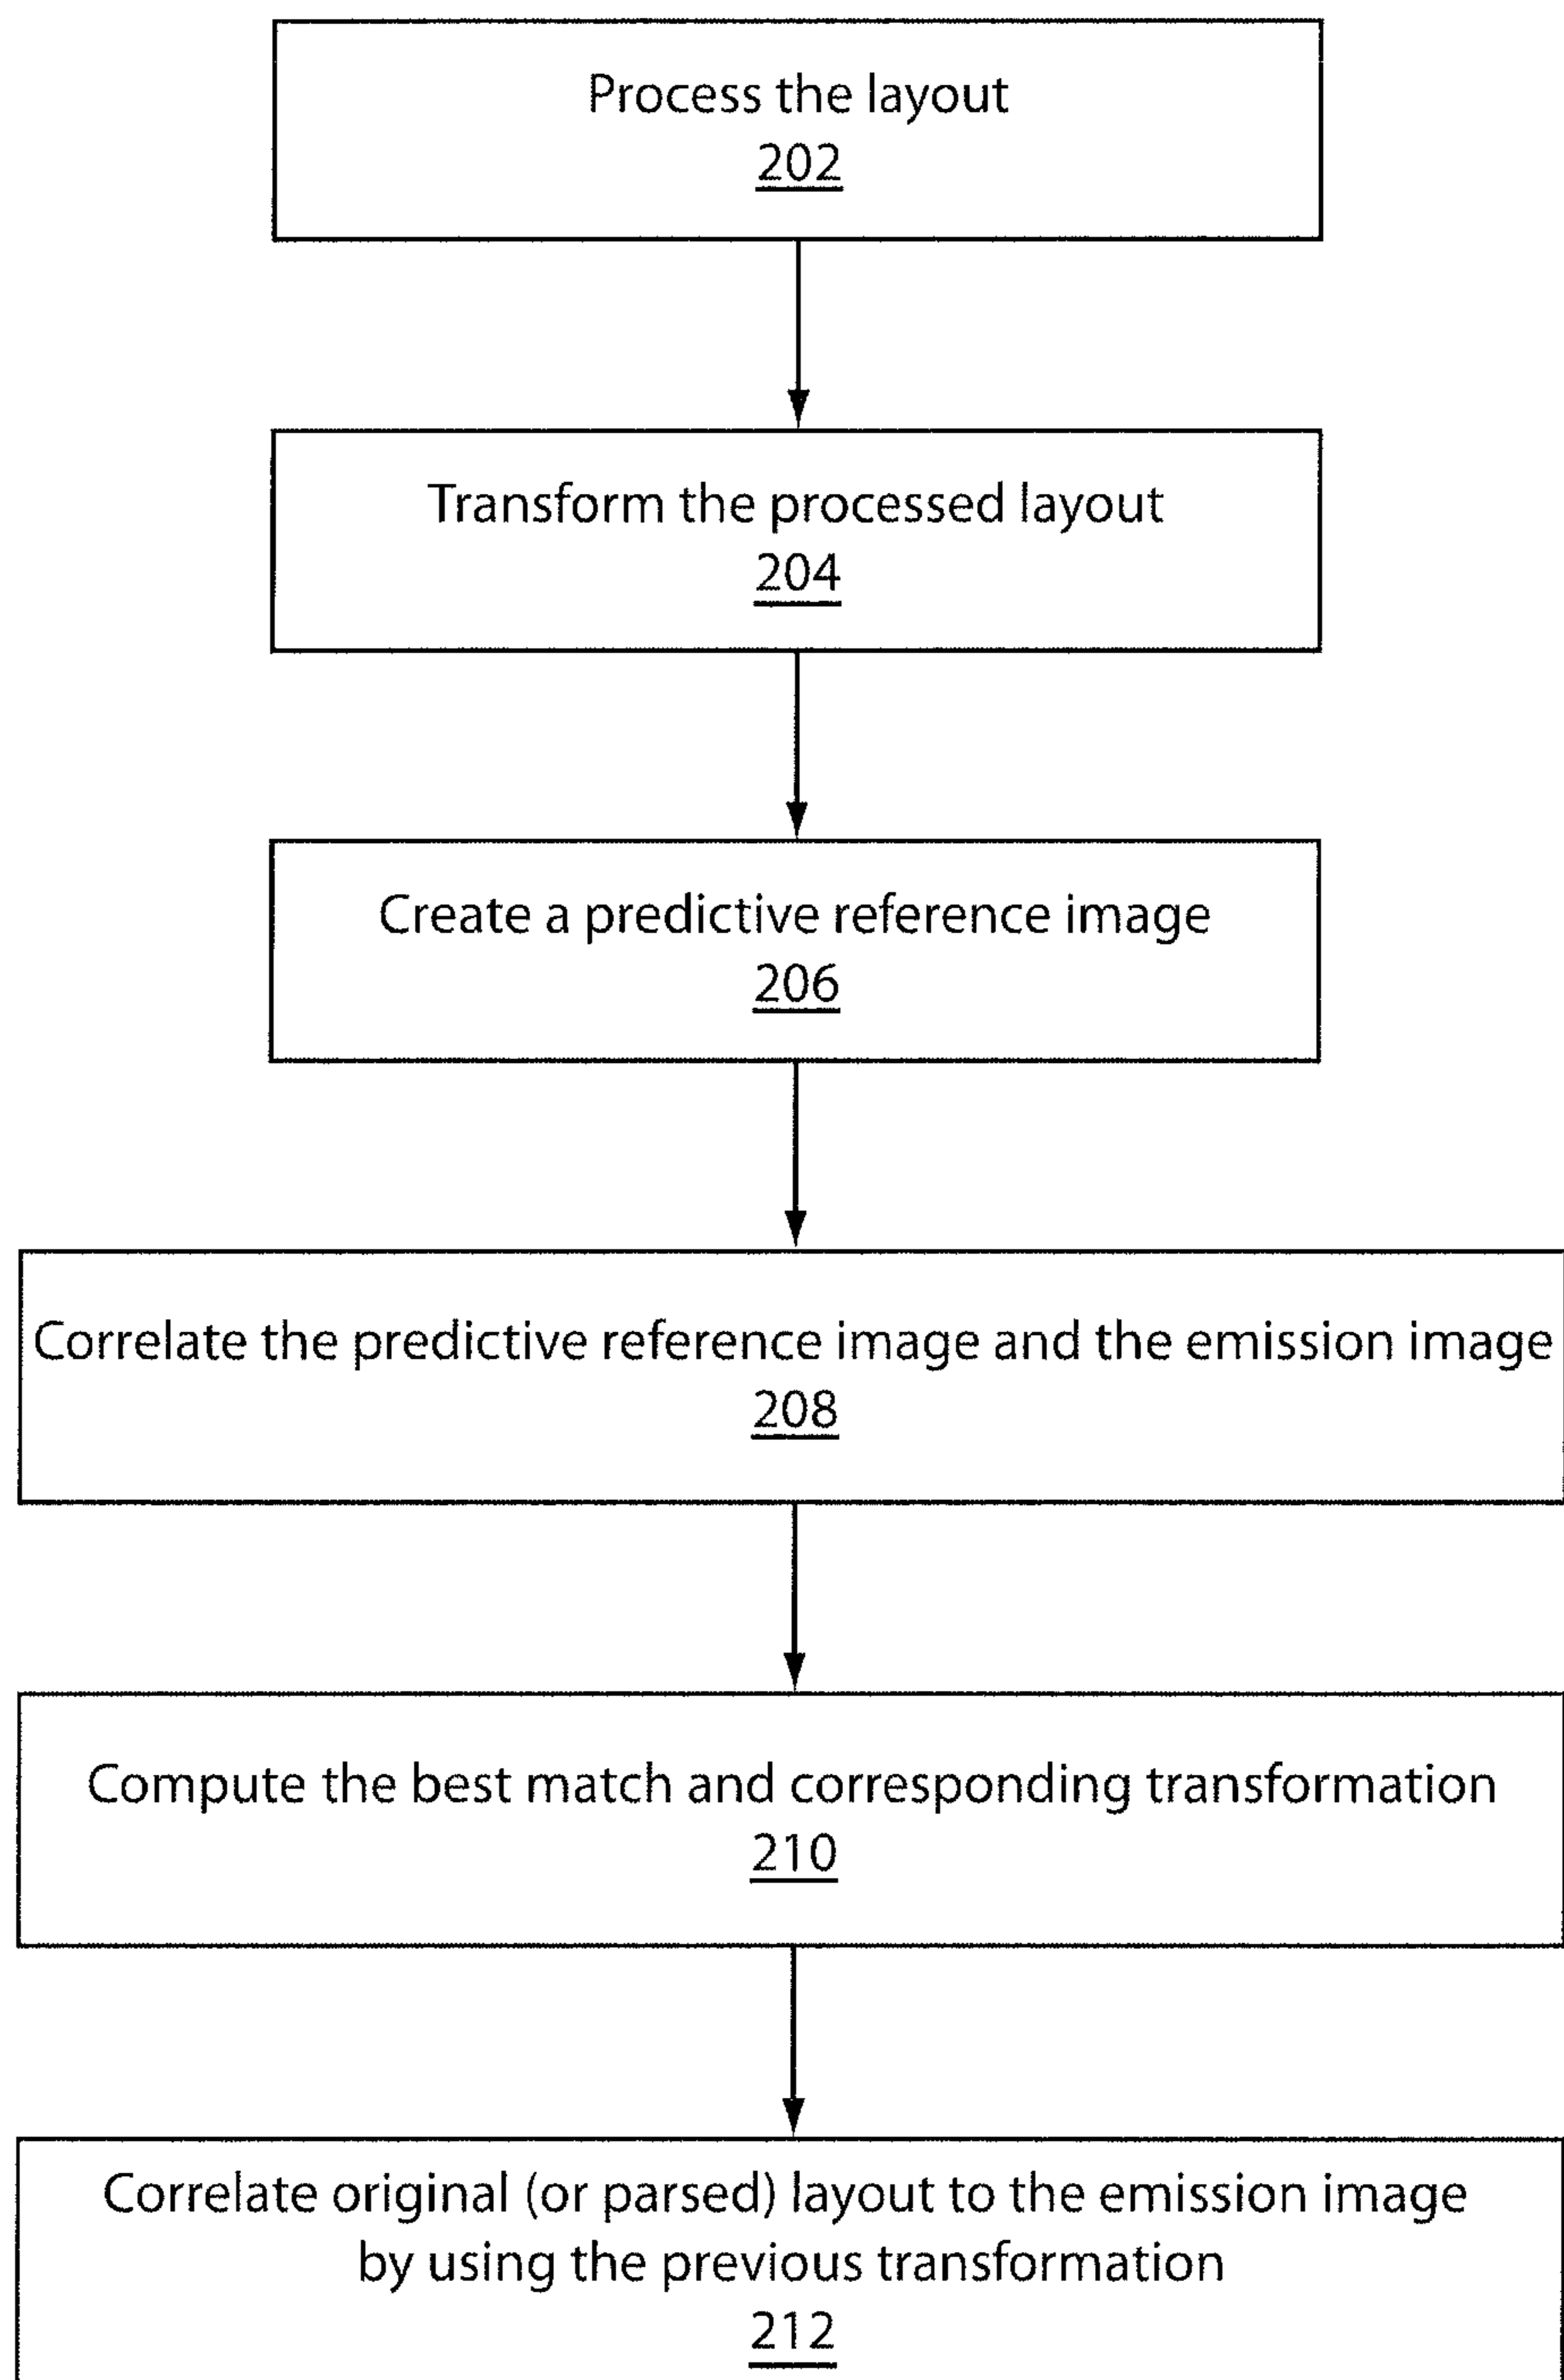 Process the layout
202
Transform the processed layout
204
Create a predictive reference image
206
Correlate the predictive reference image and the emission image
208
Compute the best match and corresponding transformation
210
Correlate original (or parsed) layout to the emission image
by using the previous transformation
212